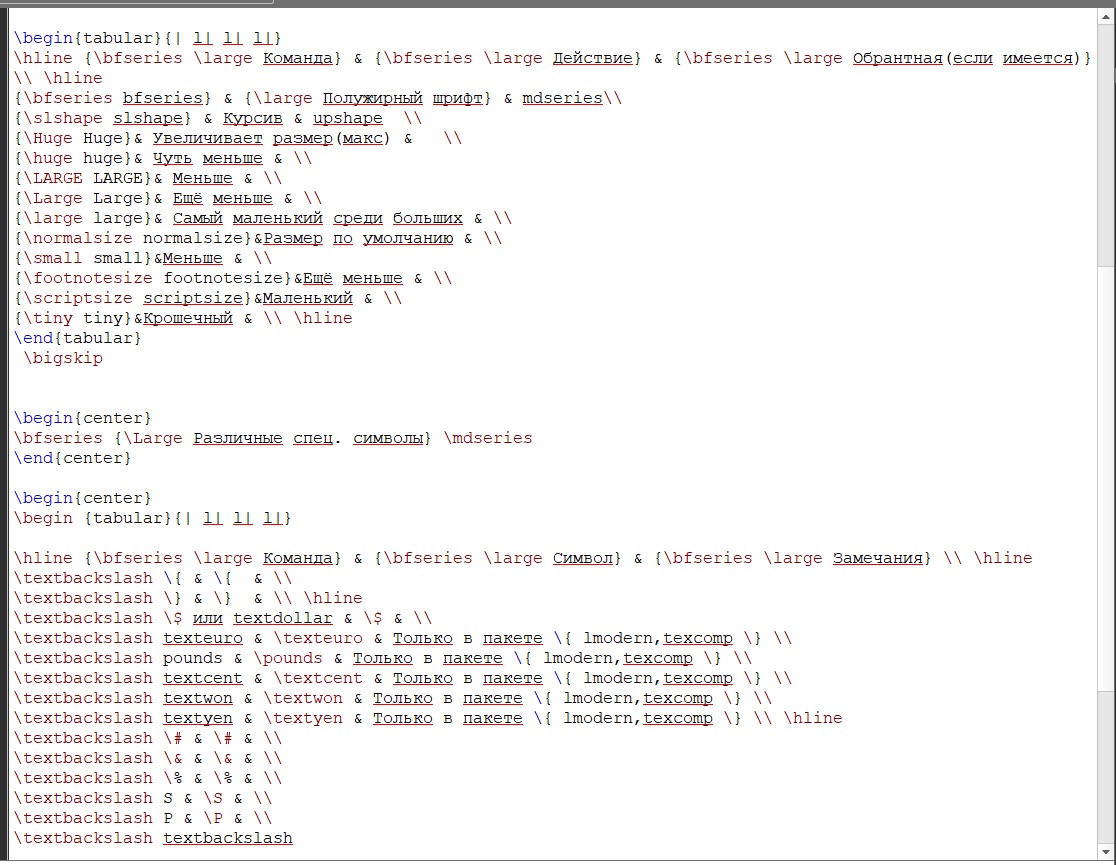 \begin{tabular}{| l| l| l|}
\hline {\bfseries \large Команда} & {\bfseries \large Действие} & {\bfseries \large Обрантная(если имеется)}
\\ \hline
{\bfseries bfseries} & {\large Полужирный шрифт} & mdseries\\
{\slshape slshape} & Курсив & upshape  \\
{\Huge Huge}& Увеличивает размер(макс) &   \\
{\huge huge}& Чуть меньше & \\
{\LARGE LARGE}& Меньше & \\
{\Large Large}& Ещё меньше & \\
{\large large}& Самый маленький среди больших & \\
{\normalsize normalsize}&Размер по умолчанию & \\
{\small small}&Меньше & \\
{\footnotesize footnotesize}&Ещё меньше & \\
{\scriptsize scriptsize}&Маленький & \\
{\tiny tiny}&Крошечный & \\ \hline
\end{tabular}
 \bigskip
\begin{center}
\bfseries {\Large Различные спец. символы} \mdseries
\end{center}
\begin{center}
\begin {tabular}{| l| l| l|}
\hline {\bfseries \large Команда} & {\bfseries \large Символ} & {\bfseries \large Замечания} \\ \hline
\textbackslash \{ & \{  & \\
\textbackslash \} & \}  & \\ \hline
\textbackslash \$ или textdollar & \$ & \\
\textbackslash texteuro & \texteuro & Только в пакете \{ lmodern,texcomp \} \\
\textbackslash pounds & \pounds & Только в пакете \{ lmodern,texcomp \} \\
\textbackslash textcent & \textcent & Только в пакете \{ lmodern,texcomp \} \\
\textbackslash textwon & \textwon & Только в пакете \{ lmodern,texcomp \} \\
\textbackslash textyen & \textyen & Только в пакете \{ lmodern,texcomp \} \\ \hline
\textbackslash \# & \# & \\
\textbackslash \& & \& & \\
\textbackslash \% & \% & \\
\textbackslash S & \S & \\
\textbackslash P & \P & \\
\textbackslash textbackslash